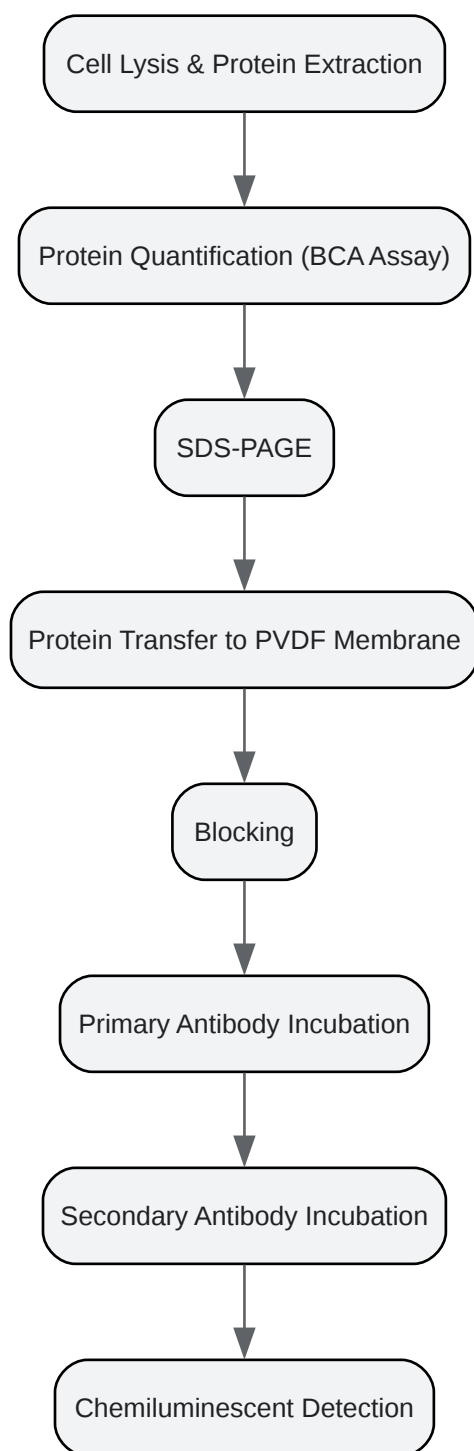 Cell Lysis & Protein Extraction
Protein Quantification (BCA Assay)
SDS-PAGE
Protein Transfer to PVDF Membrane
Blocking
Primary Antibody Incubation
Secondary Antibody Incubation
Chemiluminescent Detection